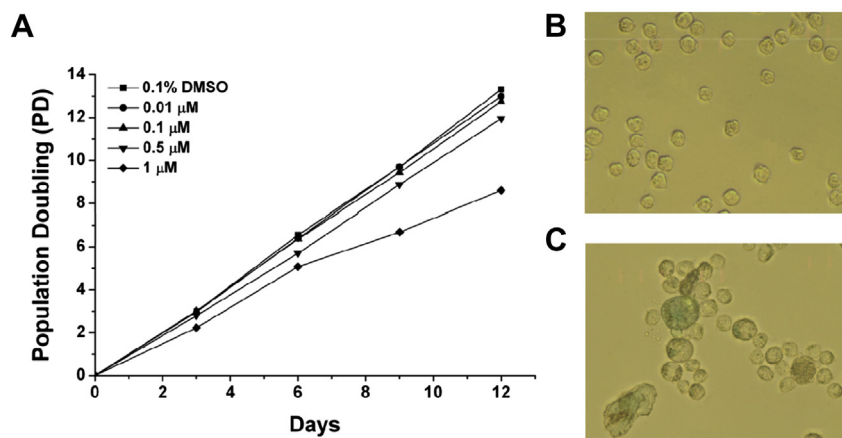 A
Population Doubling (PD)
14
12
10
8
6
4
2
0
0.1% DMSO
0.01 μM
0.1 μM
0.5 μM
1 μM
0 2 4 6 8 10 12
Days
B
C